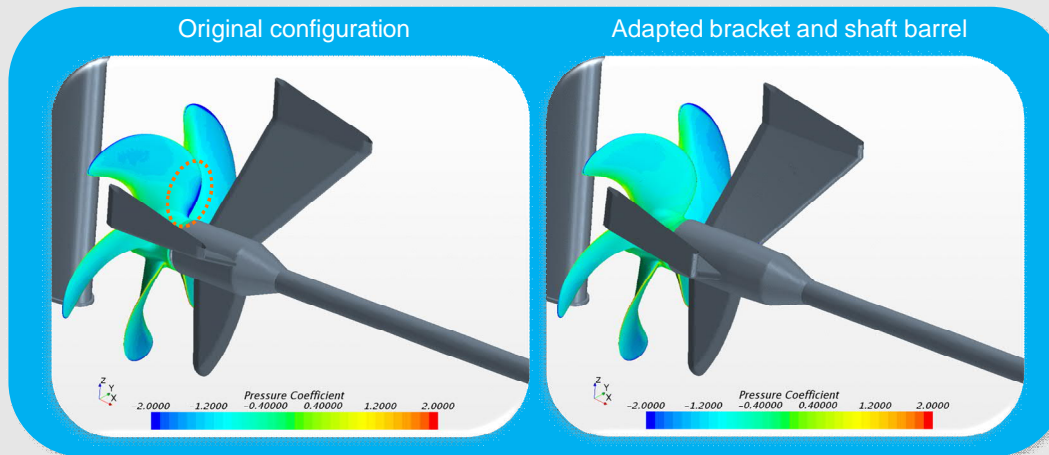 Original configuration
Adapted bracket and shaft barrel
Z
Y
X
Pressure Coefficient
2.0000 -1.2000 -0.40000 0.40000 1.2000 2.0000
Z
Y
X
Pressure Coefficient
-2.0000 -1.2000 -0.40000 0.40000 1.2000 2.0000